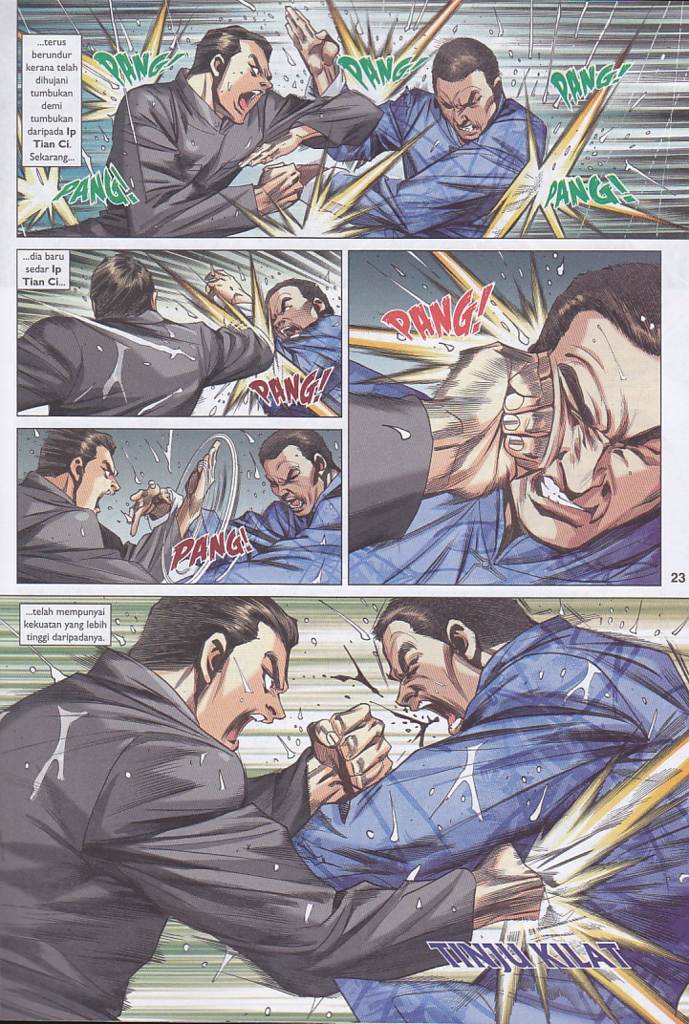 ...terus
berundur
kerana telah
dihujani
tumbukan
demi
tumbukan
daripada Ip
Tian Ci.
Sekarang...
PANG!
PANG!
PANG!
PANG!
PANG!
...dia baru
sedar Ip
Tian Ci...
PANG!
PANG!
PANG!
23
...telah mempunyai
kekuatan yang lebih
tinggi daripadanya.
TINJU KILAT